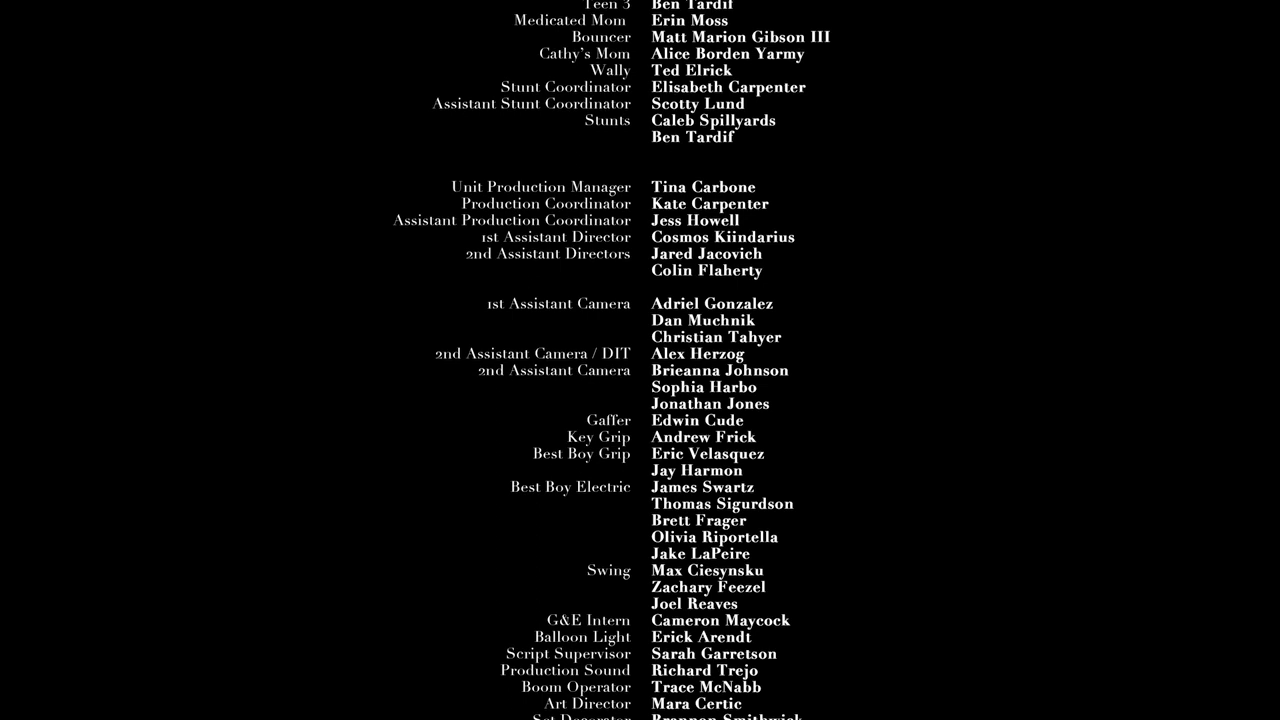 Teen 3 Ben Tardif
Medicated Mom Erin Moss
Bouncer Matt Marion Gibson III
Cathy's Mom Alice Borden Yarmy
Wally Ted Elrick
Stunt Coordinator Elisabeth Carpenter
Assistant Stunt Coordinator Scotty Lund
Stunts Caleb Spillyards
Ben Tardif
Unit Production Manager Tina Carbone
Production Coordinator Kate Carpenter
Assistant Production Coordinator Jess Howell
1st Assistant Director Cosmos Kiindarius
2nd Assistant Directors Jared Jacovich
Colin Flaherty
1st Assistant Camera Adriel Gonzalez
Dan Muchnik
Christian Tahyer
2nd Assistant Camera / DIT Alex Herzog
2nd Assistant Camera Brieanna Johnson
Sophia Harbo
Jonathan Jones
Gaffer Edwin Cude
Key Grip Andrew Frick
Best Boy Grip Eric Velasquez
Jay Harmon
Best Boy Electric James Swartz
Thomas Sigurdson
Brett Frager
Olivia Riportella
Jake LaPeire
Swing Max Ciesynsku
Zachary Feezel
Joel Reaves
G&E Intern Cameron Maycock
Balloon Light Erick Arendt
Script Supervisor Sarah Garretson
Production Sound Richard Trejo
Boom Operator Trace McNabb
Art Director Mara Certic
Set Decorator Brannon Smithwick